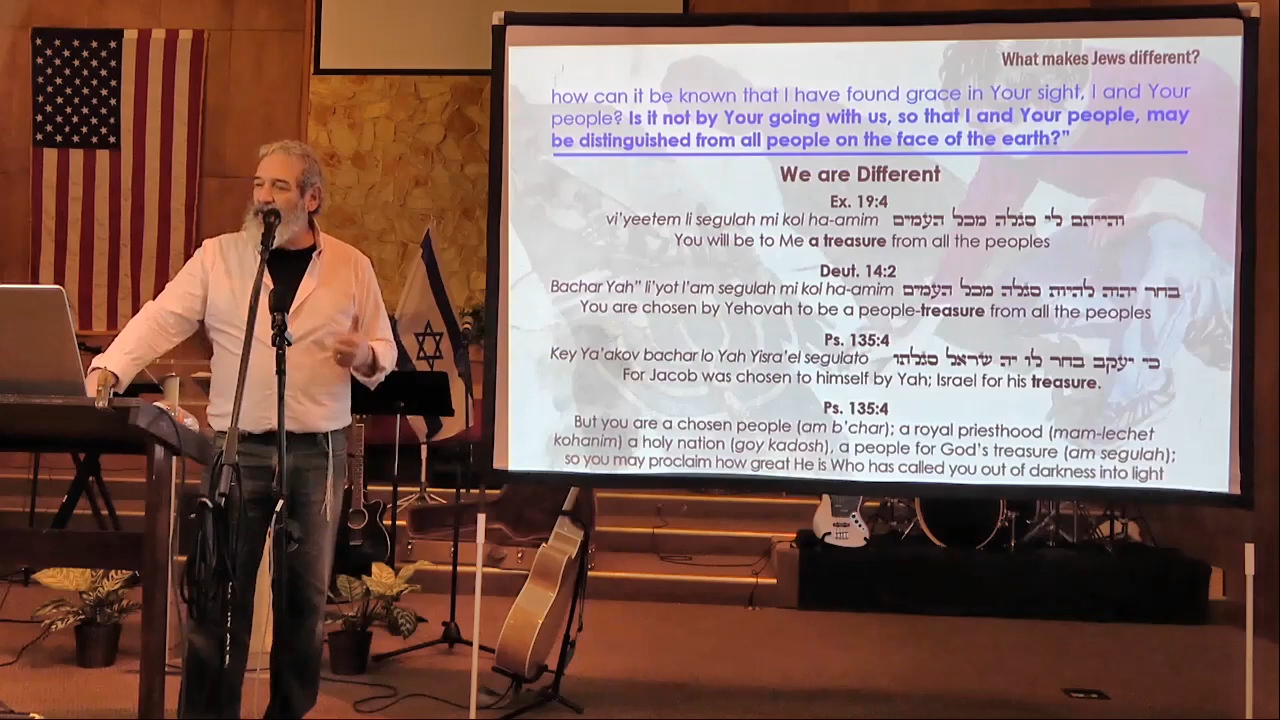 What makes Jews different?
how can it be known that I have found grace in Your sight, I and Your
people? Is it not by Your going with us, so that I and Your people, may
be distinguished from all people on the face of the earth?"
We are Different
Ex. 19:4
vi'yeetem li segulah mi kol ha-amim והייתם לי סגלה מכל העמים
You will be to Me a treasure from all the peoples
Deut. 14:2
Bachar Yah" li'yot l'am segulah mi kol ha-amim בחר יהוה להיות סגלה מכל העמים
You are chosen by Yehovah to be a people-treasure from all the peoples
Ps. 135:4
Key Ya'akov bachar lo Yah Yisra'el segulato כי יעקב בחר לו יה שראל סגלתו
For Jacob was chosen to himself by Yah; Israel for his treasure.
Ps. 135:4
But you are a chosen people (am b'char); a royal priesthood (mam-lechet
kohanim) a holy nation (goy kadosh), a people for God's treasure (am segulah);
so you may proclaim how great He is Who has called you out of darkness into light